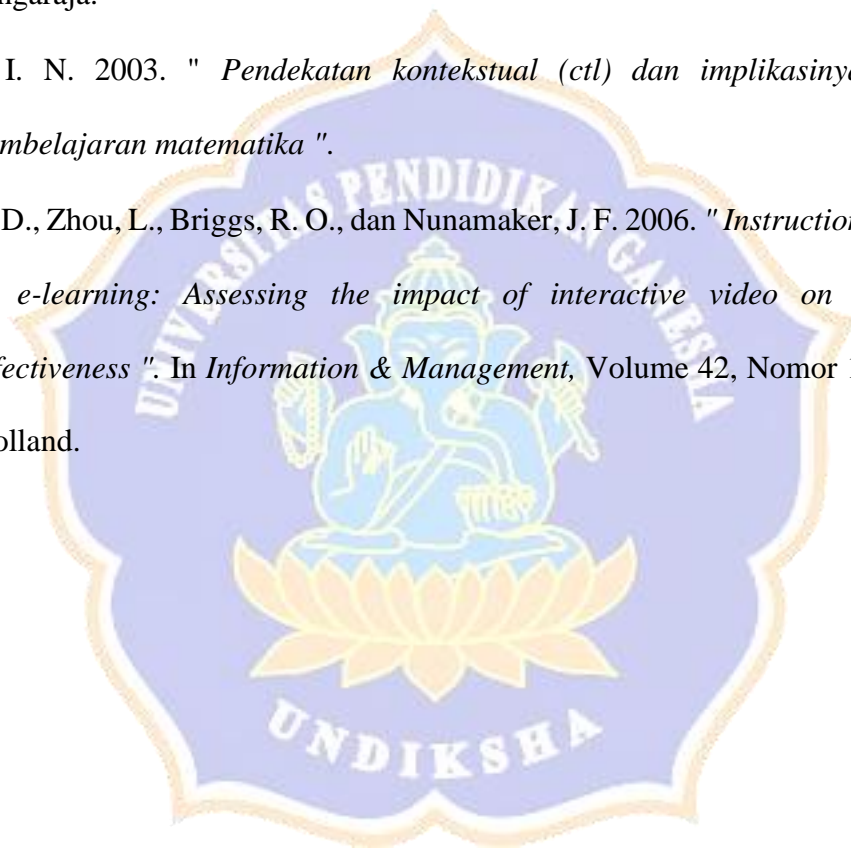 I. N. 2003. " Pendekatan kontekstual (ctl) dan implikasinya
mbelajaran matematika ".
D., Zhou, L., Briggs, R. O., dan Nunamaker, J. F. 2006. " Instruction
e-learning: Assessing the impact of interactive video on
fectiveness ". In Information & Management, Volume 42, Nomor
olland.
UNIVERSITAS PENDIDIKAN GANESHA
UNDIKSHA